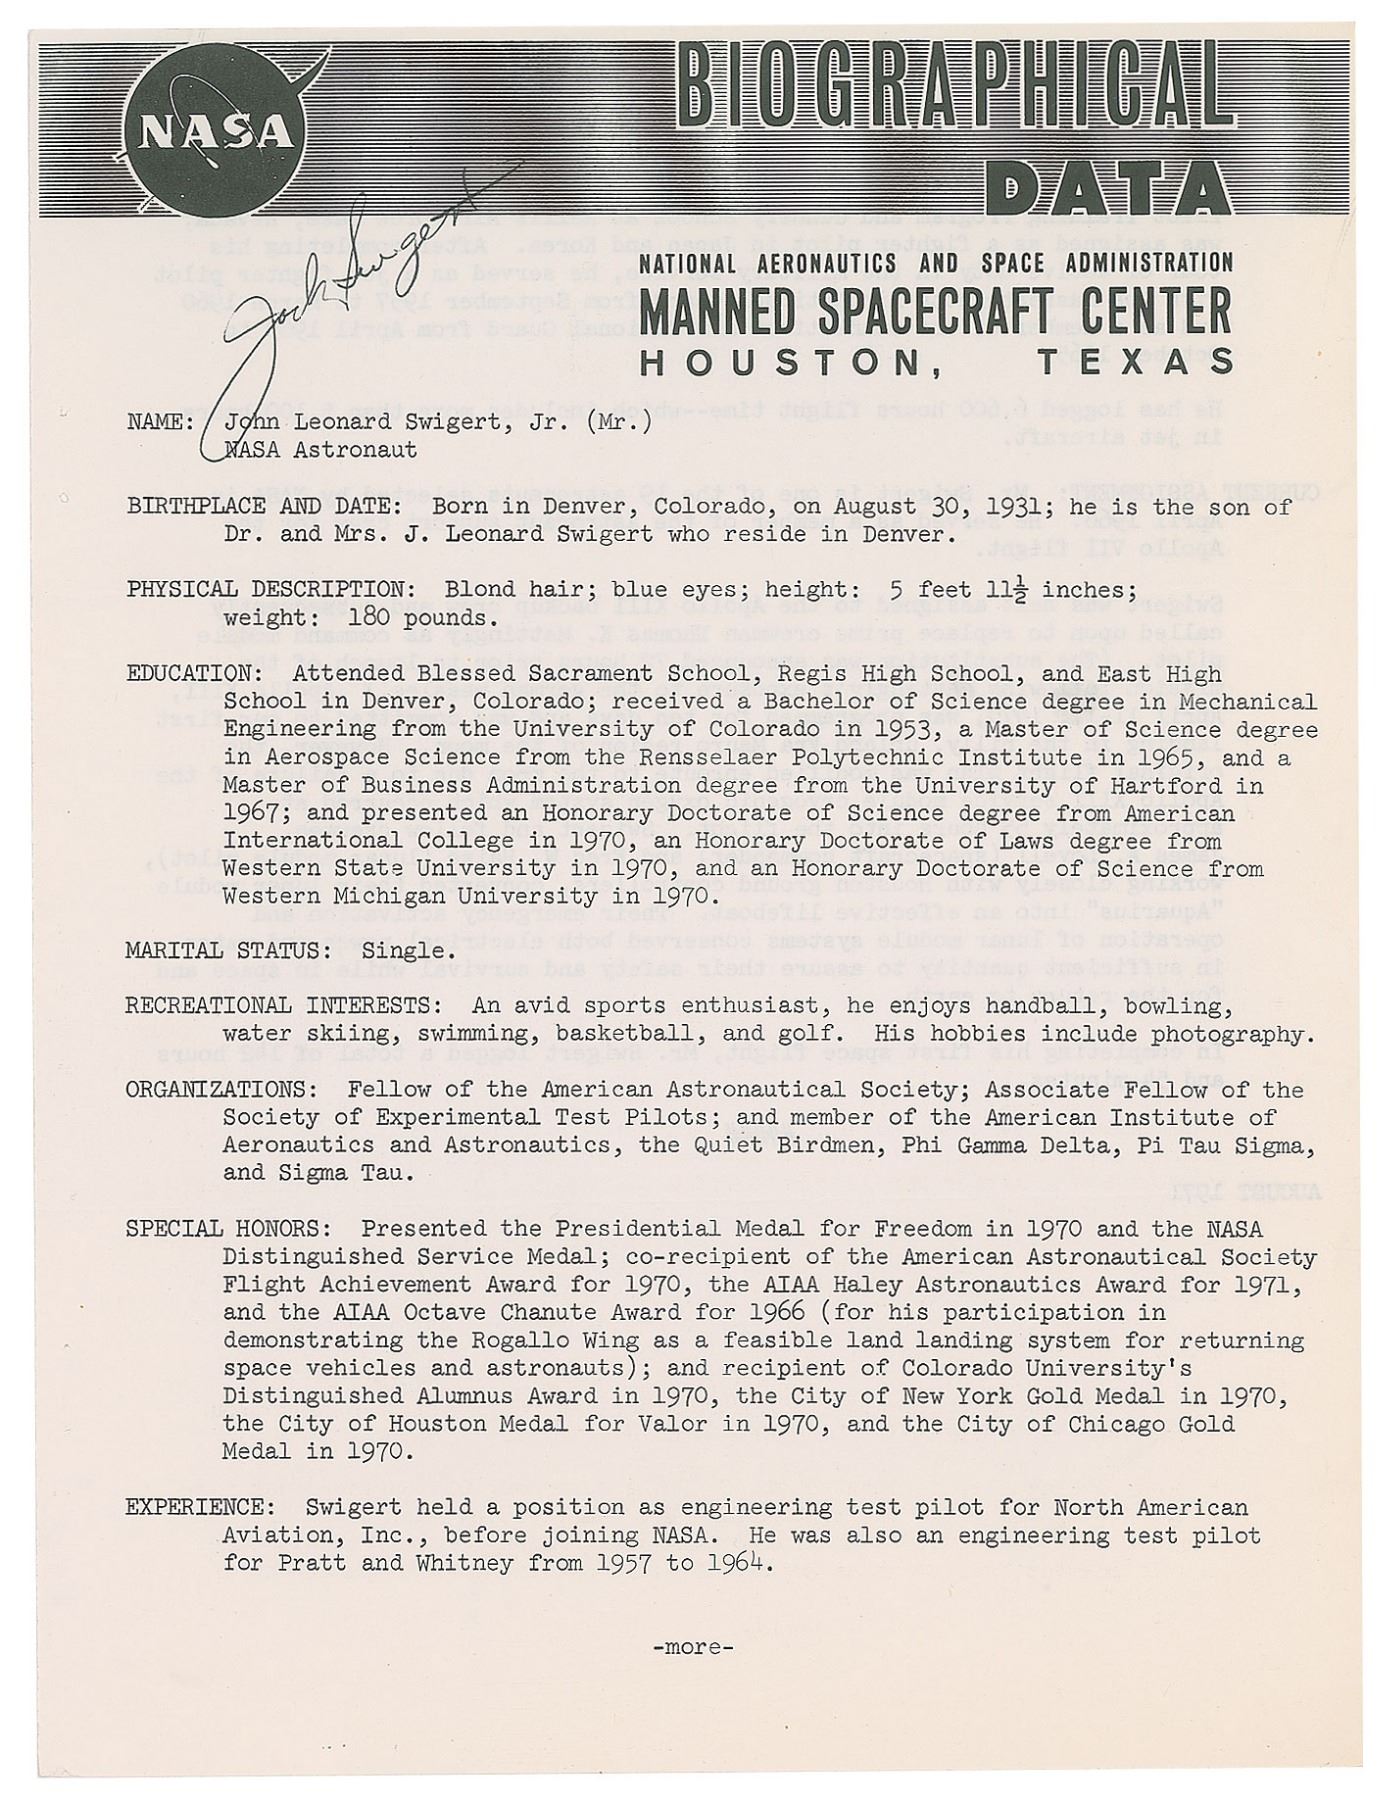 NASA
BIOGRAPHICAL
DATA
Jack Swigert
NATIONAL AERONAUTICS AND SPACE ADMINISTRATION
MANNED SPACECRAFT CENTER
HOUSTON, TEXAS
NAME: John Leonard Swigert, Jr. (Mr.)
NASA Astronaut
BIRTHPLACE AND DATE: Born in Denver, Colorado, on August 30, 1931; he is the son of
Dr. and Mrs. J. Leonard Swigert who reside in Denver.
PHYSICAL DESCRIPTION: Blond hair; blue eyes; height: 5 feet 11½ inches;
weight: 180 pounds.
EDUCATION: Attended Blessed Sacrament School, Regis High School, and East High
School in Denver, Colorado; received a Bachelor of Science degree in Mechanical
Engineering from the University of Colorado in 1953, a Master of Science degree
in Aerospace Science from the Rensselaer Polytechnic Institute in 1965, and a
Master of Business Administration degree from the University of Hartford in
1967; and presented an Honorary Doctorate of Science degree from American
International College in 1970, an Honorary Doctorate of Laws degree from
Western State University in 1970, and an Honorary Doctorate of Science from
Western Michigan University in 1970.
MARITAL STATUS: Single.
RECREATIONAL INTERESTS: An avid sports enthusiast, he enjoys handball, bowling,
water skiing, swimming, basketball, and golf. His hobbies include photography.
ORGANIZATIONS: Fellow of the American Astronautical Society; Associate Fellow of the
Society of Experimental Test Pilots; and member of the American Institute of
Aeronautics and Astronautics, the Quiet Birdmen, Phi Gamma Delta, Pi Tau Sigma,
and Sigma Tau.
SPECIAL HONORS: Presented the Presidential Medal for Freedom in 1970 and the NASA
Distinguished Service Medal; co-recipient of the American Astronautical Society
Flight Achievement Award for 1970, the AIAA Haley Astronautics Award for 1971,
and the AIAA Octave Chanute Award for 1966 (for his participation in
demonstrating the Rogallo Wing as a feasible land landing system for returning
space vehicles and astronauts); and recipient of Colorado University's
Distinguished Alumnus Award in 1970, the City of New York Gold Medal in 1970,
the City of Houston Medal for Valor in 1970, and the City of Chicago Gold
Medal in 1970.
EXPERIENCE: Swigert held a position as engineering test pilot for North American
Aviation, Inc., before joining NASA. He was also an engineering test pilot
for Pratt and Whitney from 1957 to 1964.
-more-